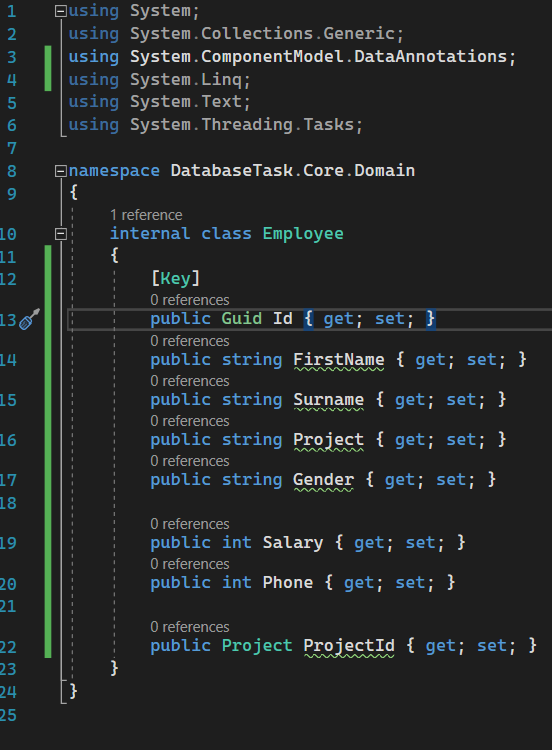 1 using System;
2 using System.Collections.Generic;
3 using System.ComponentModel.DataAnnotations;
4 using System.Linq;
5 using System.Text;
6 using System.Threading.Tasks;
7
8 namespace DatabaseTask.Core.Domain
9 {
1 reference
10 internal class Employee
11 {
12 [Key]
0 references
13 public Guid Id { get; set; }
0 references
14 public string FirstName { get; set; }
0 references
15 public string Surname { get; set; }
0 references
16 public string Project { get; set; }
0 references
17 public string Gender { get; set; }
18
0 references
19 public int Salary { get; set; }
0 references
20 public int Phone { get; set; }
21
0 references
22 public Project ProjectId { get; set; }
23 }
24 }
25